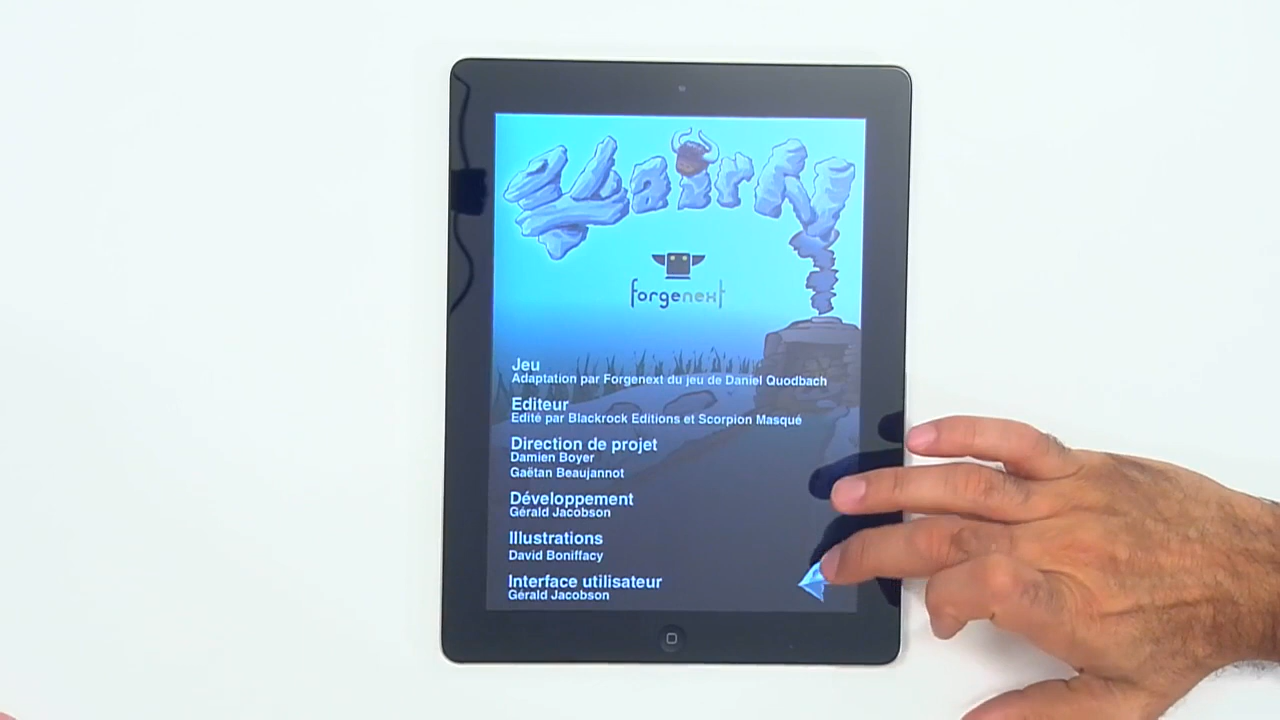 forgenext
Jeu
Adaptation par Forgenext du jeu de Daniel Quodbach
Editeur
Edité par Blackrock Editions et Scorpion Masqué
Direction de projet
Damien Boyer
Gaëtan Beaujannot
Développement
Gérald Jacobson
Illustrations
David Boniffacy
Interface utilisateur
Gérald Jacobson